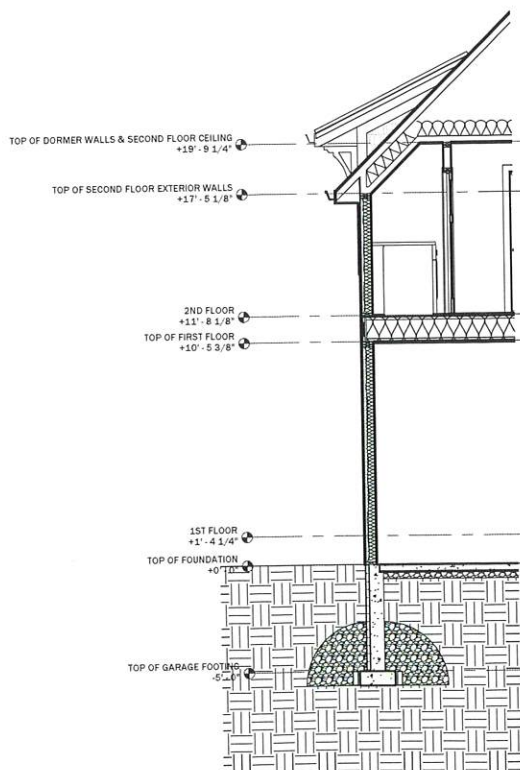 TOP OF DORMER WALLS & SECOND FLOOR CEILING
+19' - 9 1/4"
TOP OF SECOND FLOOR EXTERIOR WALLS
+17' - 5 1/8"
2ND FLOOR
+11' - 8 1/8"
TOP OF FIRST FLOOR
+10' - 5 3/8"
1ST FLOOR
+1' - 4 1/4"
TOP OF FOUNDATION
+0' - 0"
TOP OF GARAGE FOOTING
-5' - 0"